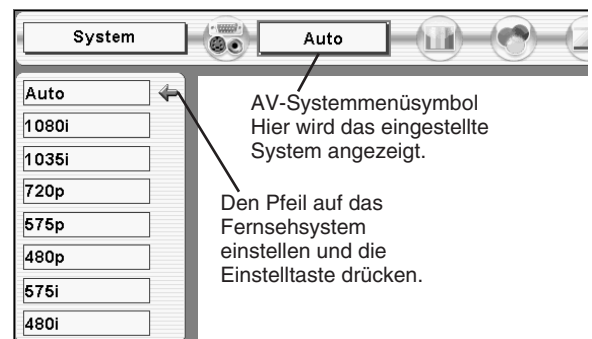 System
Auto
Auto
1080i
1035i
720p
575p
480p
575i
480i
AV-Systemmenüsymbol
Hier wird das eingestellte
System angezeigt.
Den Pfeil auf das
Fernsehsystem
einstellen und die
Einstelltaste drücken.